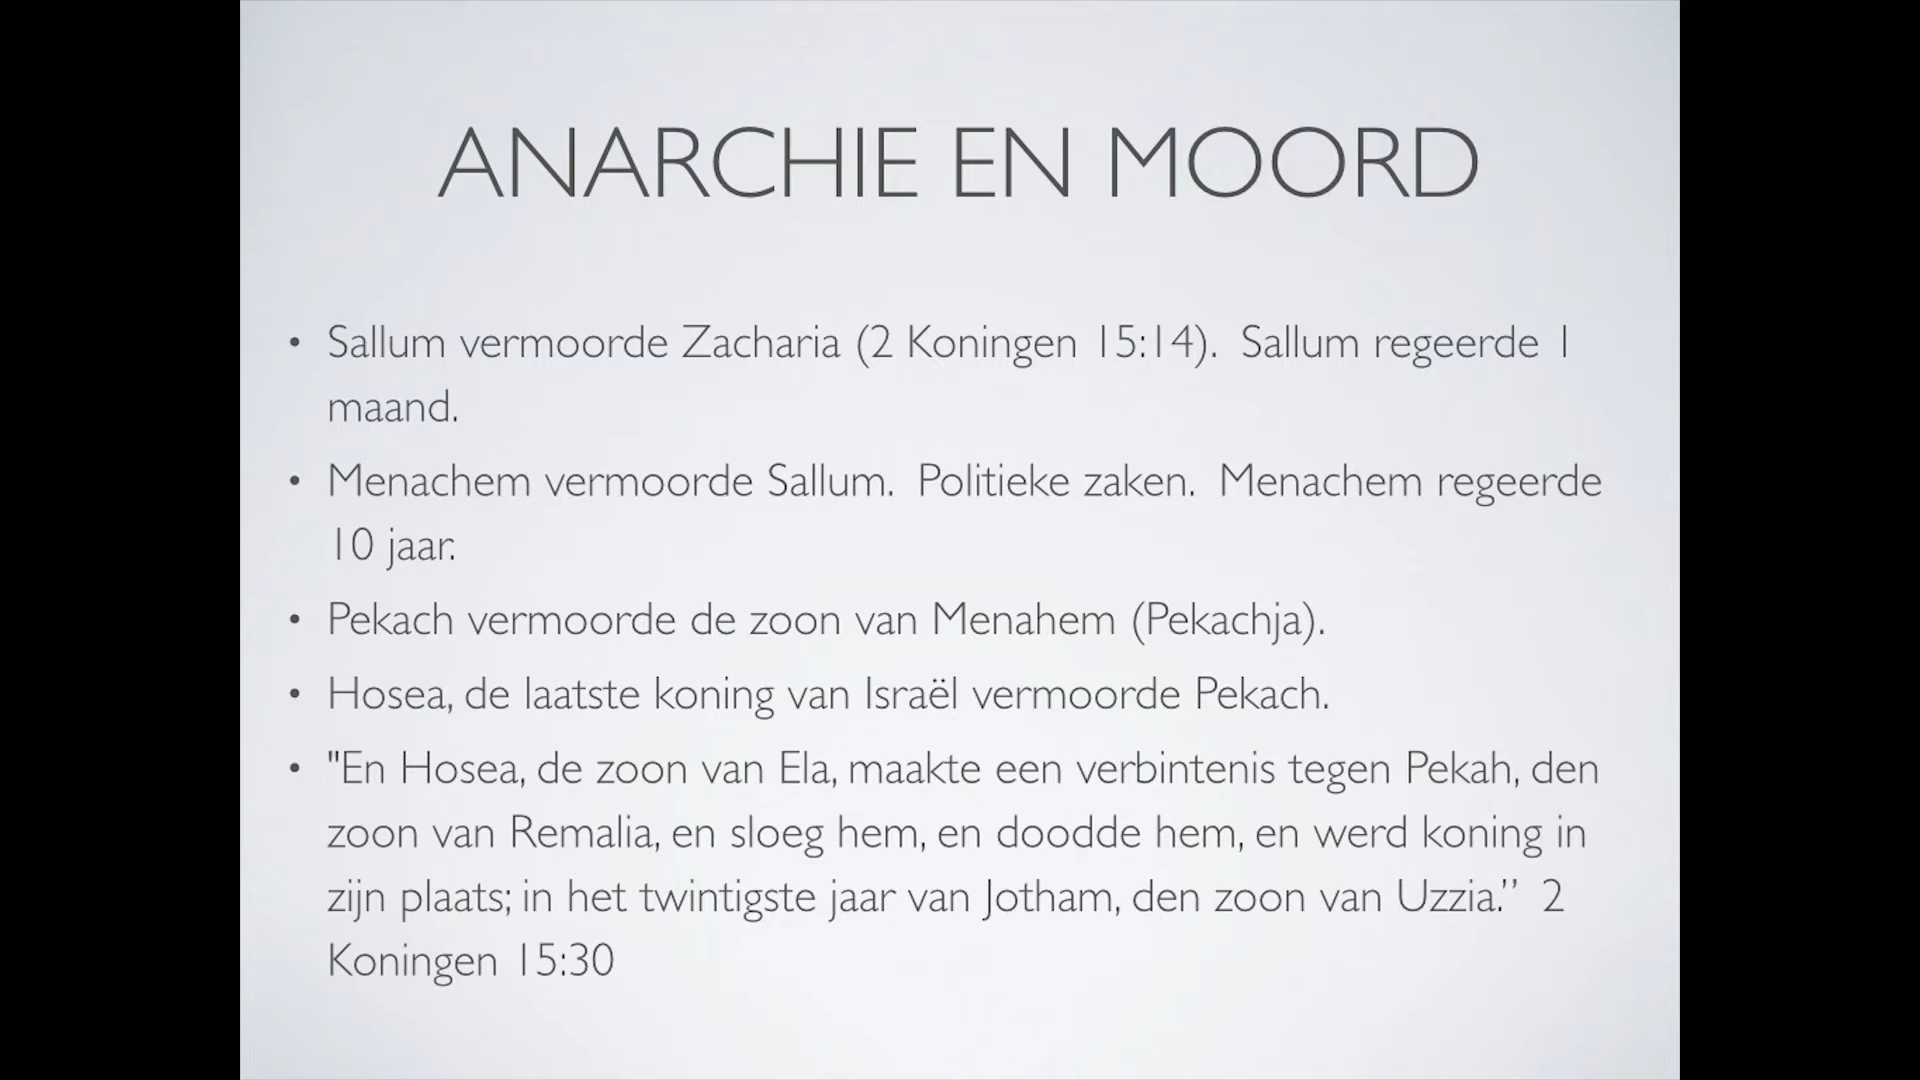 ANARCHIE EN MOORD
• Sallum vermoorde Zacharia (2 Koningen 15:14). Sallum regeerde 1
maand.
• Menachem vermoorde Sallum. Politieke zaken. Menachem regeerde
10 jaar.
• Pekach vermoorde de zoon van Menahem (Pekachja).
• Hosea, de laatste koning van Israël vermoorde Pekach.
• "En Hosea, de zoon van Ela, maakte een verbintenis tegen Pekah, den
zoon van Remalia, en sloeg hem, en doodde hem, en werd koning in
zijn plaats; in het twintigste jaar van Jotham, den zoon van Uzzia.” 2
Koningen 15:30